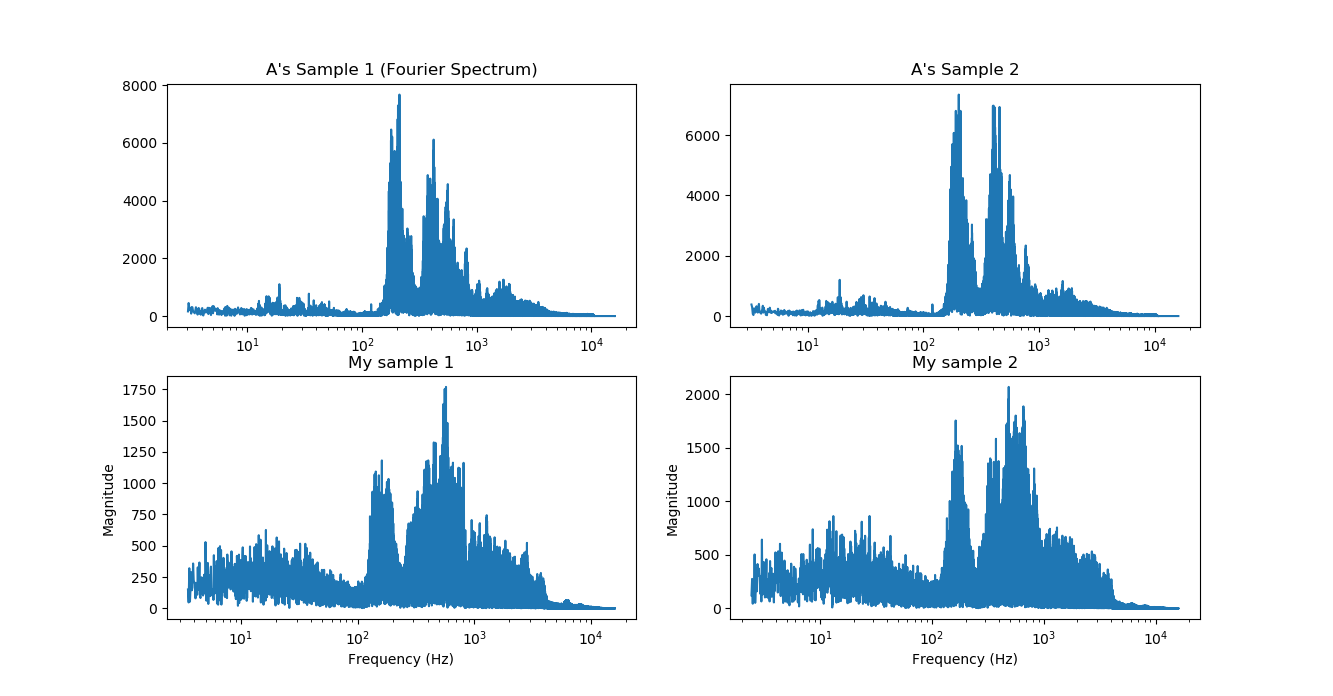 A's Sample 1 (Fourier Spectrum)
A's Sample 2
8000
6000
4000
2000
0
6000
4000
2000
0
10¹ 10² 10³ 10⁴
10¹ 10² 10³ 10⁴
My sample 1
My sample 2
Magnitude
1750
1500
1250
1000
750
500
250
0
Magnitude
2000
1500
1000
500
0
10¹ 10² 10³ 10⁴
10¹ 10² 10³ 10⁴
Frequency (Hz)
Frequency (Hz)